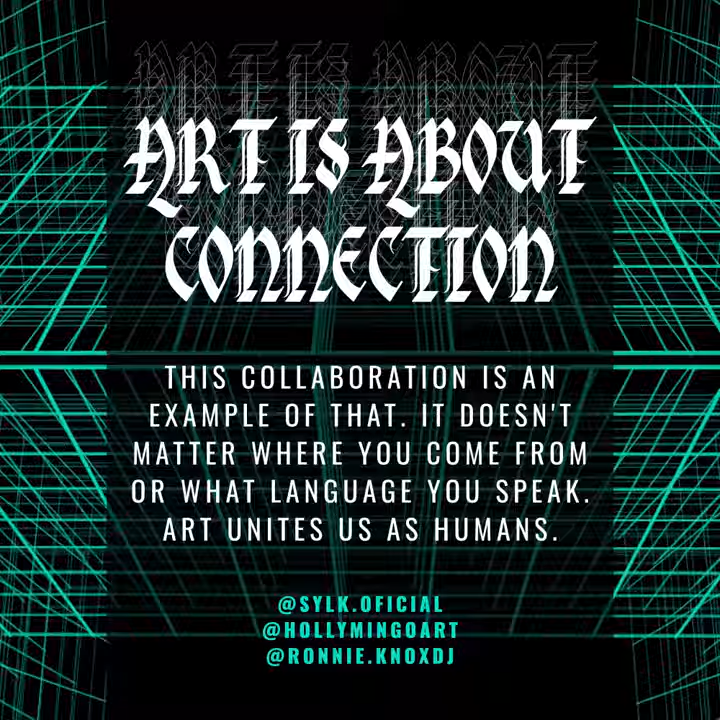 ART IS ABOUT
CONNECTION
THIS COLLABORATION IS AN
EXAMPLE OF THAT. IT DOESN'T
MATTER WHERE YOU COME FROM
OR WHAT LANGUAGE YOU SPEAK.
ART UNITES US AS HUMANS.
@SYLK.OFICIAL
@HOLLYMINGOART
@RONNIE.KNOXDJ